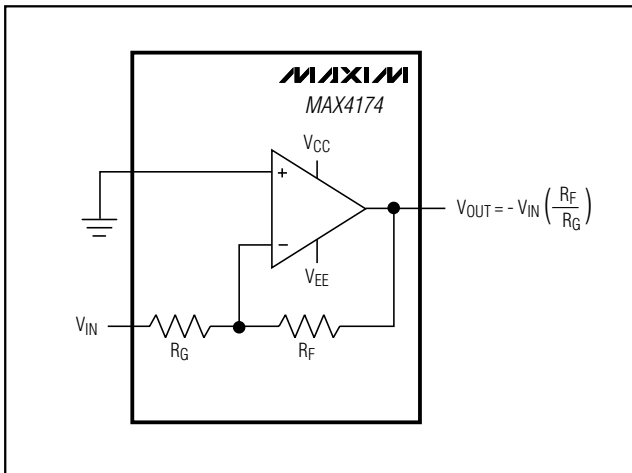 MAXIM
MAX4174
VCC
+
−
VEE
VOUT = - VIN (RF / RG)
VIN
RG
RF